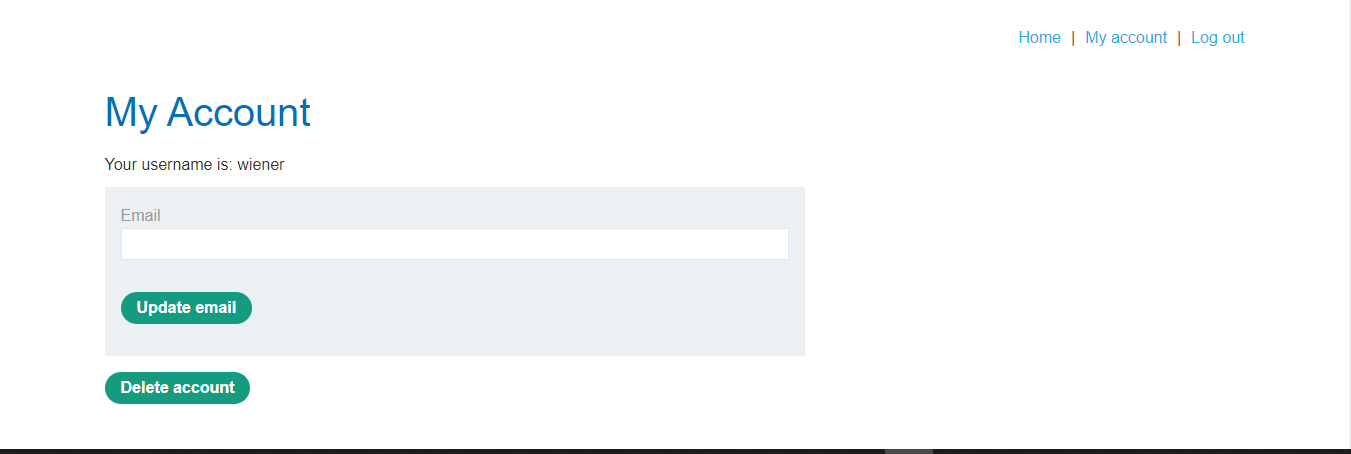 Home | My account | Log out
My Account
Your username is: wiener
Email
Update email
Delete account